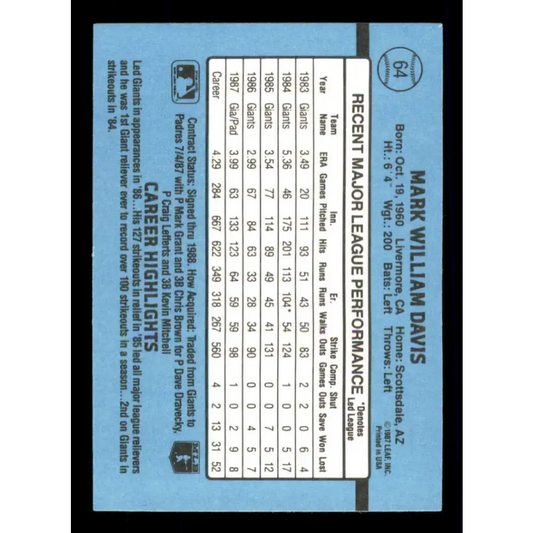 64
MARK WILLIAM DAVIS
Born: Oct. 19, 1960 Livermore, CA Home: Scottsdale, AZ
Ht.: 6' 4" Wgt.: 200 Bats: Left Throws: Left
©1987 LEAF, INC.
Printed in USA
RECENT MAJOR LEAGUE PERFORMANCE
*Denotes
Led League
Team Inn. Er. Strike Comp. Shut
Year Name ERA Games Pitched Hits Runs Runs Walks Outs Games Outs Save Won Lost
1983 Giants 3.49 20 111 93 51 43 50 83 2 2 0 6 4
1984 Giants 5.36 46 175 201 113 104* 54 124 1 0 0 5 17
1985 Giants 3.54 77 114 89 49 45 41 131 0 0 7 5 12
1986 Giants 2.99 67 84 63 33 28 34 90 0 0 4 5 7
1987 Gia/Pad 3.99 63 133 123 64 59 59 98 1 0 2 9 8
Career 4.29 284 667 622 349 318 267 560 4 2 13 31 52
Contract Status: Signed thru 1988. How Acquired: Traded from Giants to
Padres 7/4/87 with P Mark Grant and 3B Chris Brown for P Dave Dravecky,
P Craig Lefferts and 3B Kevin Mitchell
CAREER HIGHLIGHTS
Led Giants in appearances in '86...His 127 strikeouts in relief in '85 led all major league relievers
and he was 1st Giant reliever ever to record over 100 strikeouts in a season...2nd on Giants in
strikeouts in '84.